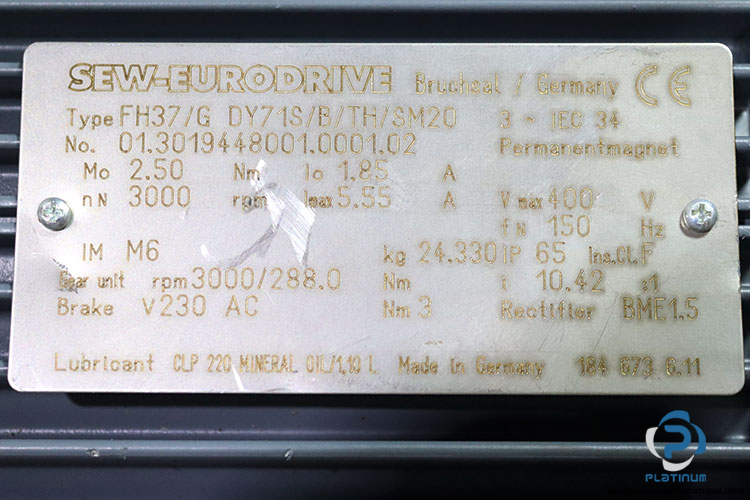 SEW-EURODRIVE Bruchsal / Germany CE
Type FH37/G DY71S/B/TH/SM20 3 ~ IEC 34
No. 01.3019448001.0001.02 Permanentmagnet
Mo 2.50 Nm Io 1.85 A
nN 3000 rpm Imax 5.55 A Vmax 400 V
fN 150 Hz
IM M6 kg 24.330 IP 65 Ins.Cl. F
Gear unit rpm 3000/288.0 Nm i 10.42 :1
Brake V 230 AC Nm 3 Rectifier BME1.5
Lubricant CLP 220 MINERAL OIL/1,10 L Made in Germany 184 673 6.11
PLATINUM